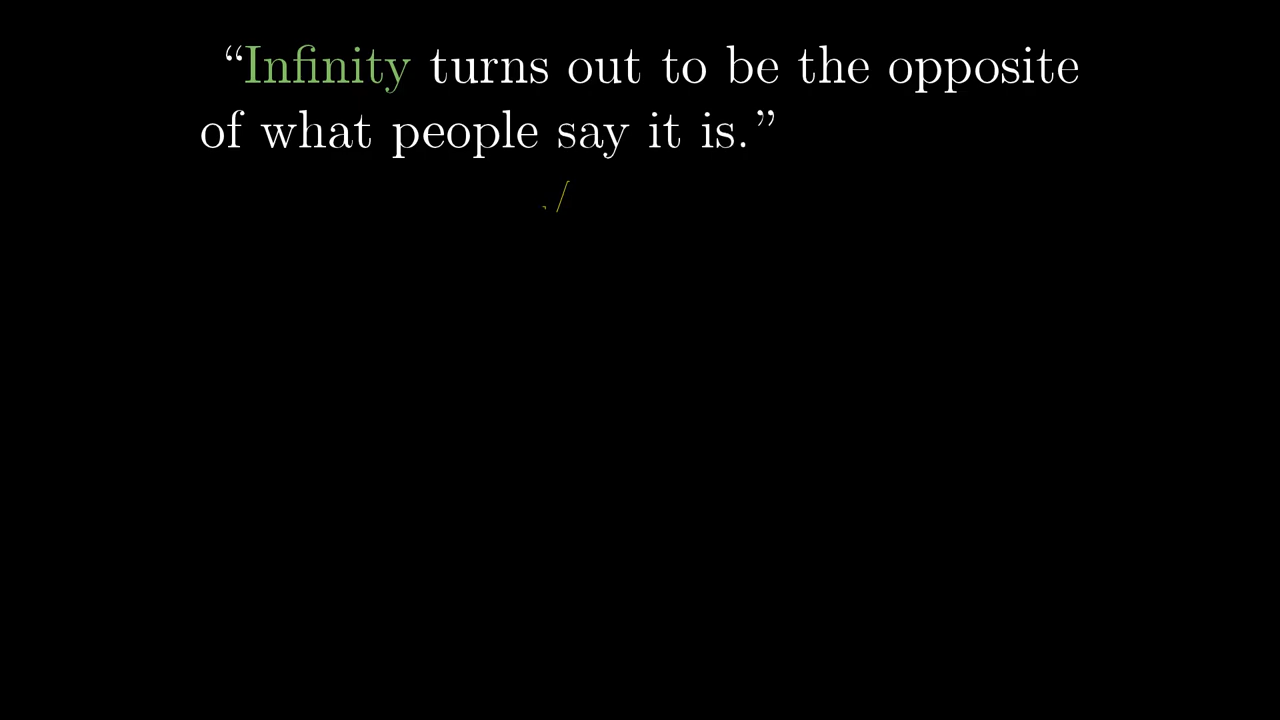 “Infinity turns out to be the opposite
of what people say it is.”